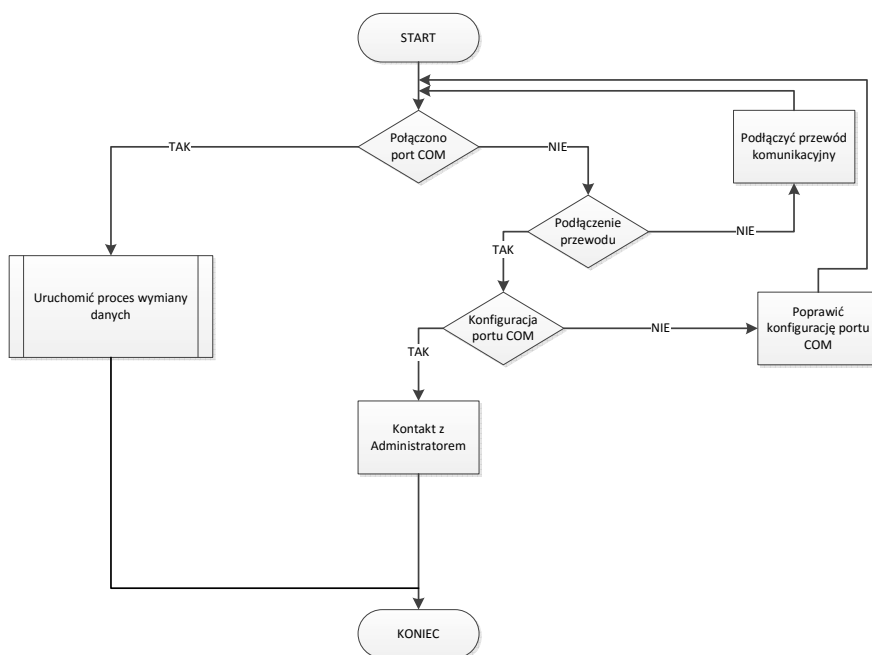 START
Połączono
port COM
TAK
NIE
Podłączyć przewód
komunikacyjny
Podłączenie
przewodu
NIE
TAK
Uruchomić proces wymiany
danych
Konfiguracja
portu COM
NIE
Poprawić
konfigurację portu
COM
TAK
Kontakt z
Administratorem
KONIEC